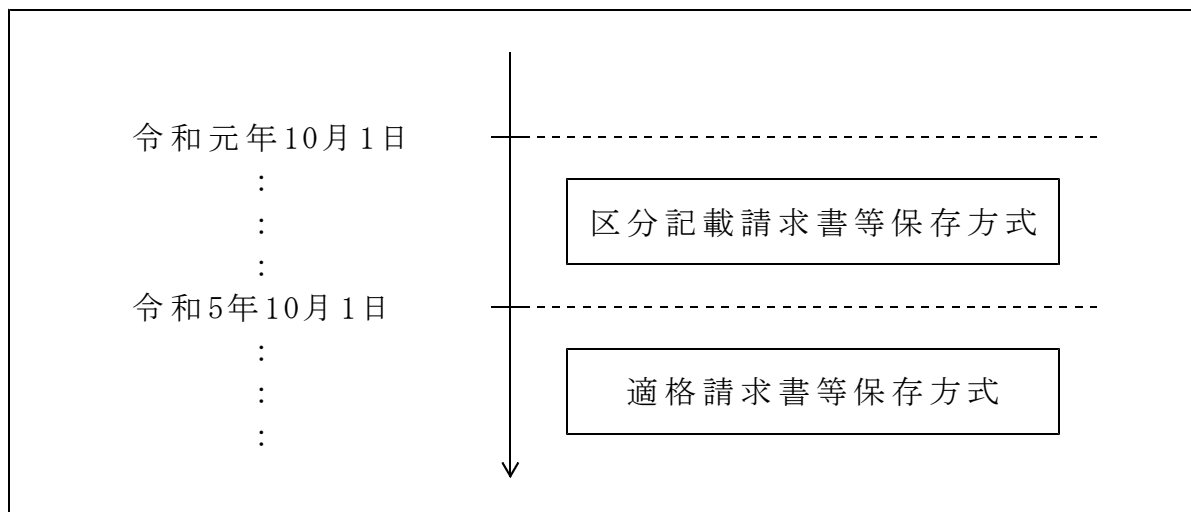 令和元年10月1日
:
:
:
区分記載請求書等保存方式
令和5年10月1日
:
:
:
適格請求書等保存方式